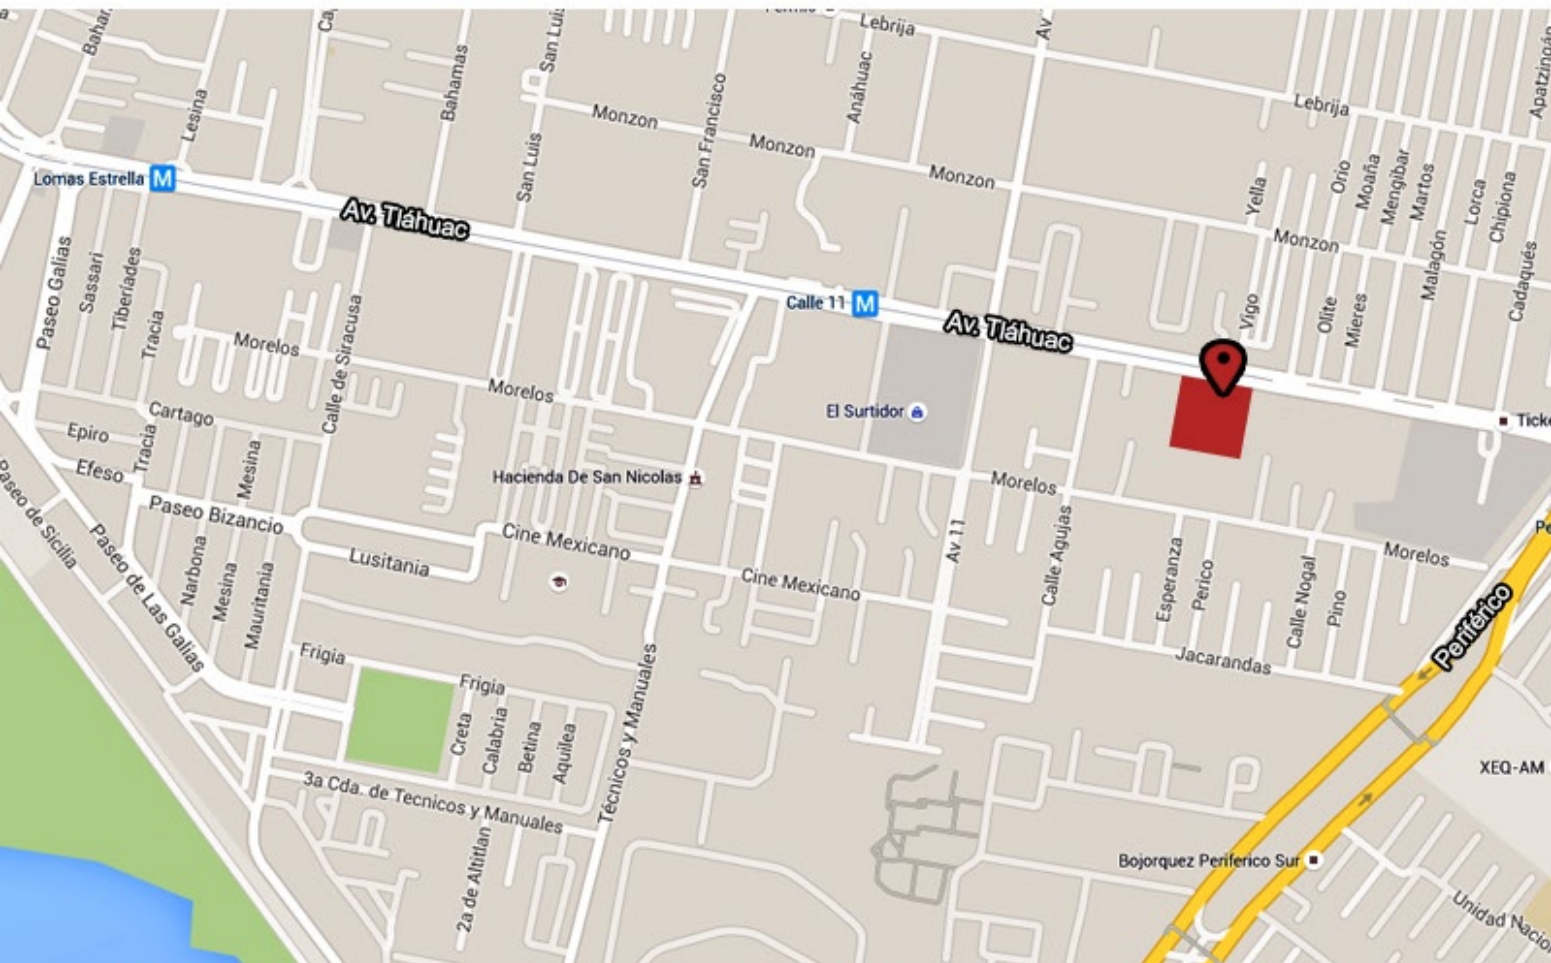 Lebrija
Bahamas
San Luis
Anáhuac
Av
Lesina
Monzon
San Francisco
Monzon
Lebrija
Apatzingán
San Luis
Monzon
Yella
Orio
Moaña
Mengibar
Martos
Lorca
Chipiona
Lomas Estrella
M
Av. Tláhuac
Monzon
Malagón
Cadaqués
Paseo Galias
Sassari
Tiberíades
Tracia
Calle de Siracusa
Calle 11
M
Av. Tláhuac
Vigo
Olite
Mieres
Morelos
Morelos
Cartago
El Surtidor
Ticke
Epiro
Tracia
Mesina
Efeso
Hacienda De San Nicolas
Morelos
Paseo de Sicilia
Paseo Bizancio
Cine Mexicano
Av 11
Calle Agujas
Morelos
Lusitania
Cine Mexicano
Esperanza
Perico
Calle Nogal
Pino
Paseo de Las Galias
Narbona
Mesina
Mauritania
Periférico
Frigia
Frigia
Jacarandas
Creta
Calabria
Betina
Aquilea
Técnicos y Manuales
XEQ-AM
3a Cda. de Tecnicos y Manuales
2a de Altitlan
Bojorquez Periferico Sur
Unidad Nacio